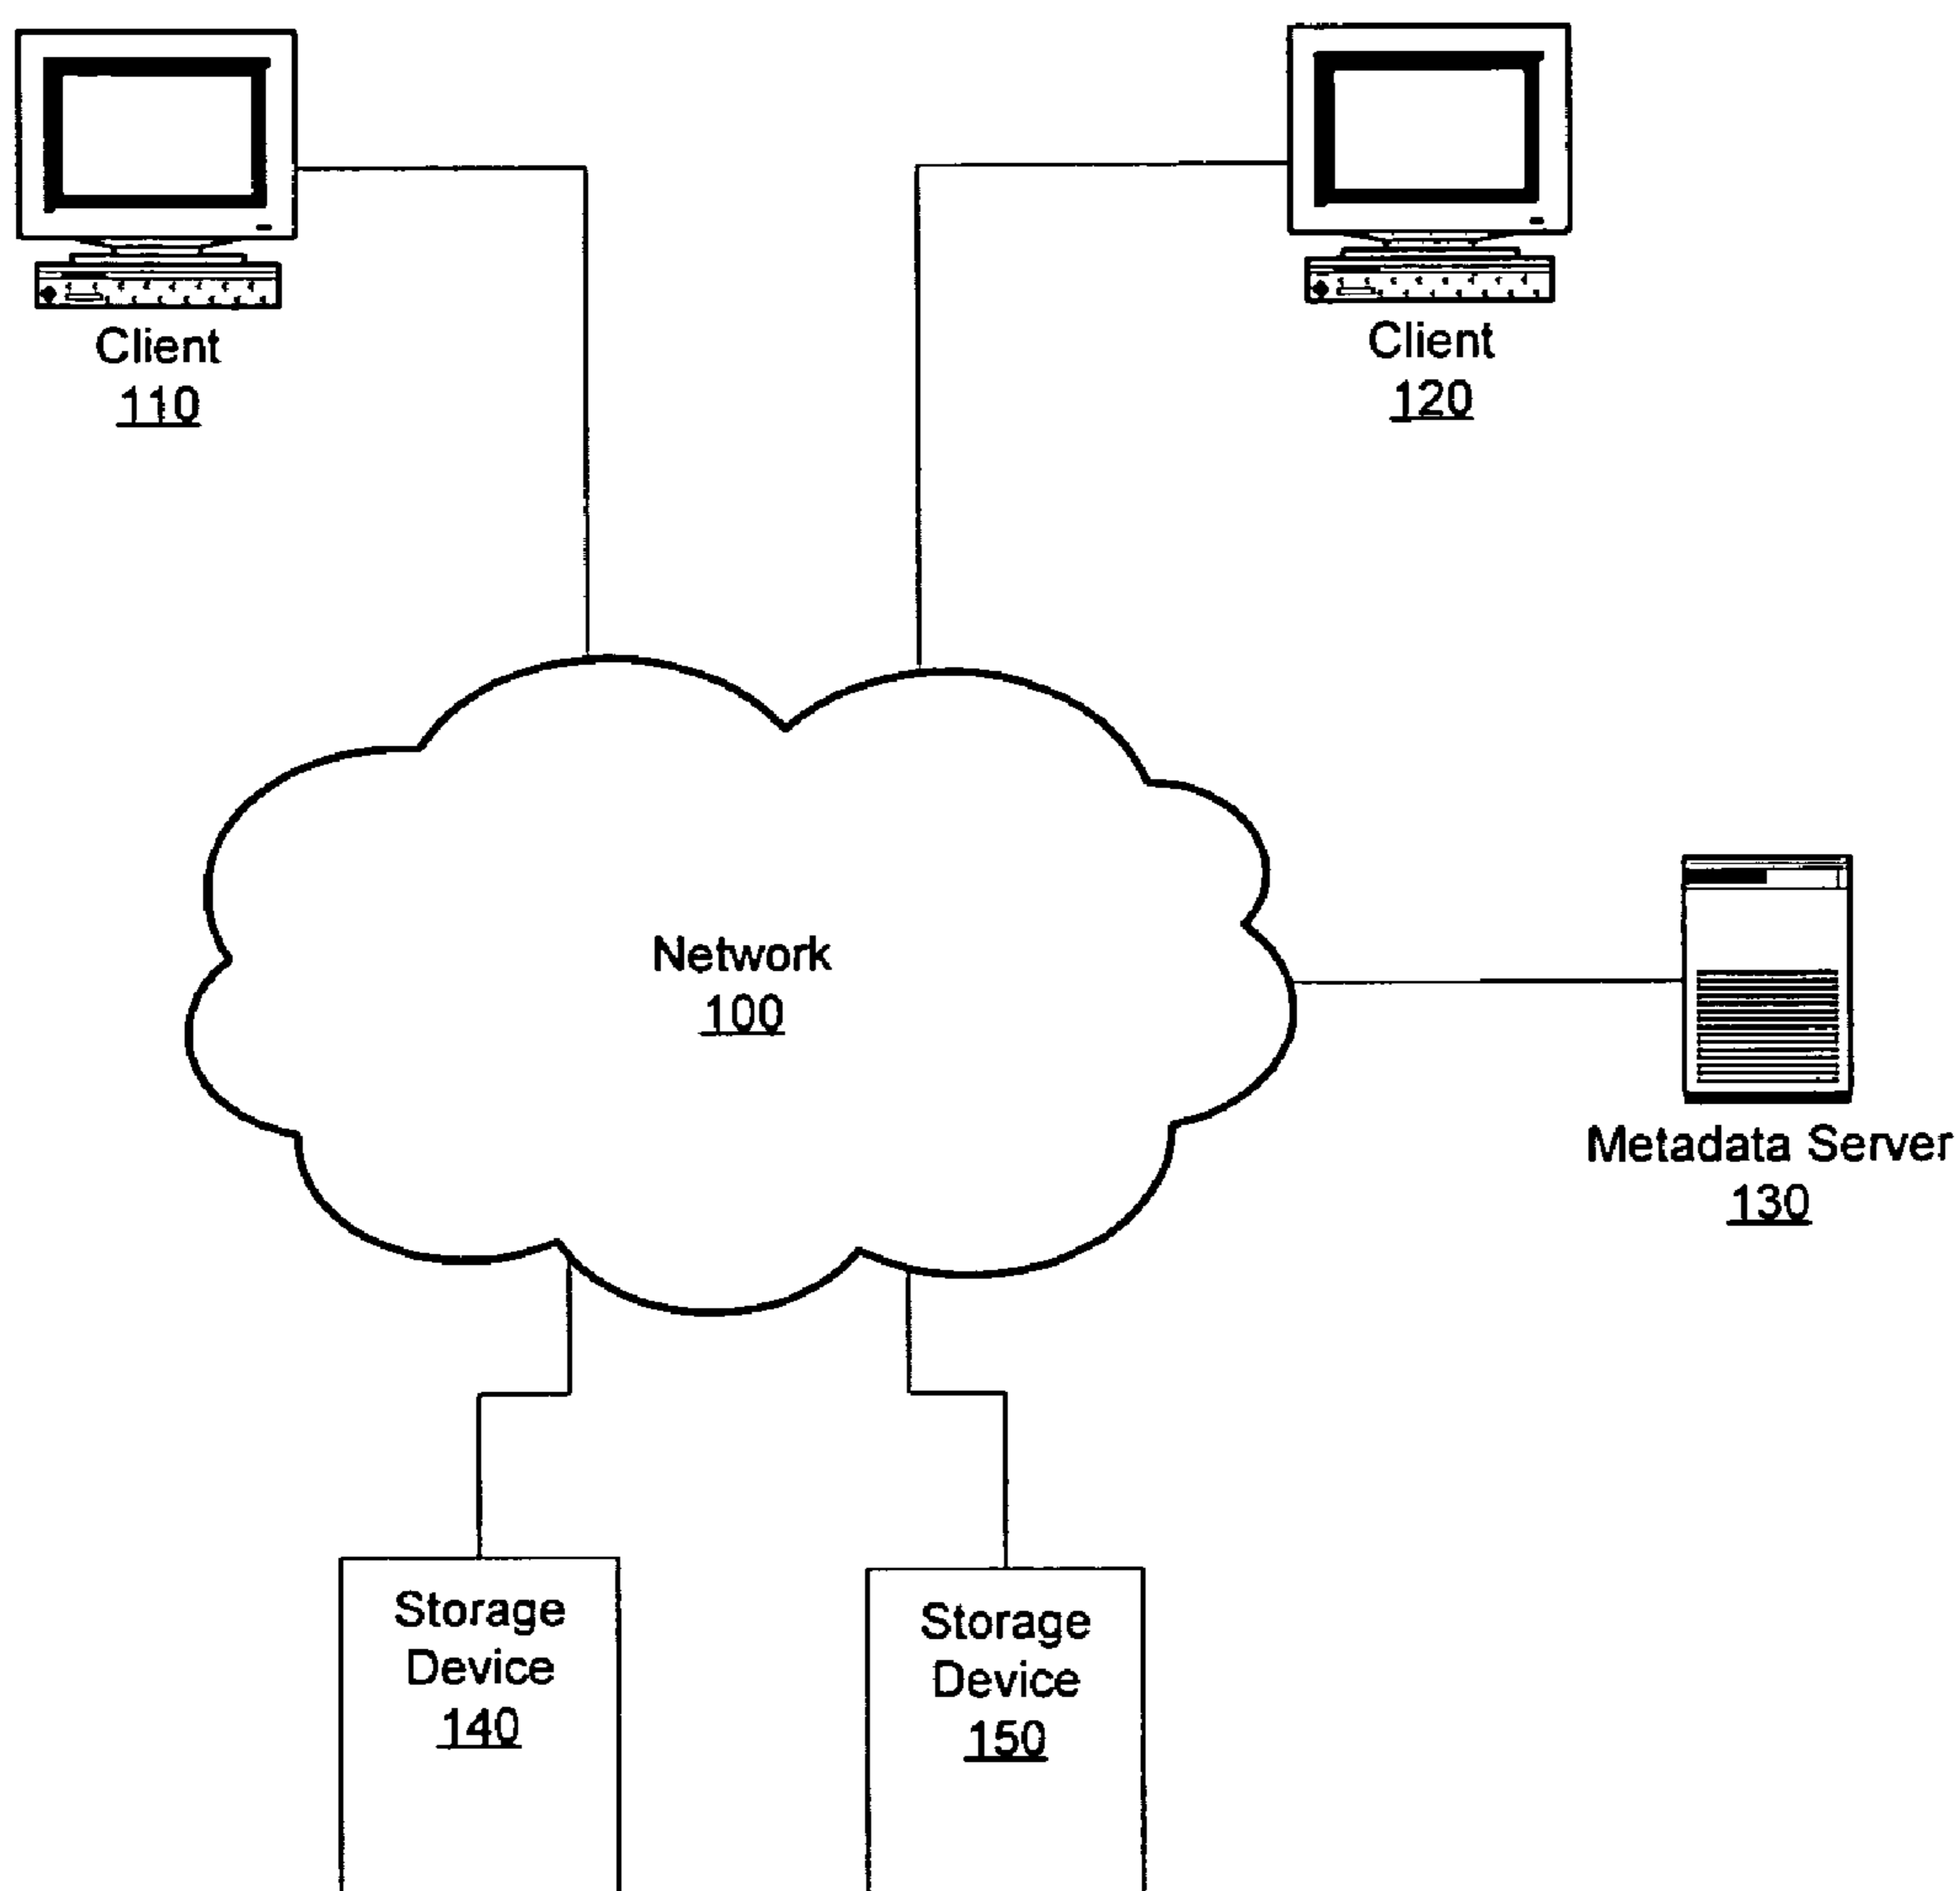 Client
110
Client
120
Network
100
Metadata Server
130
Storage
Device
140
Storage
Device
150